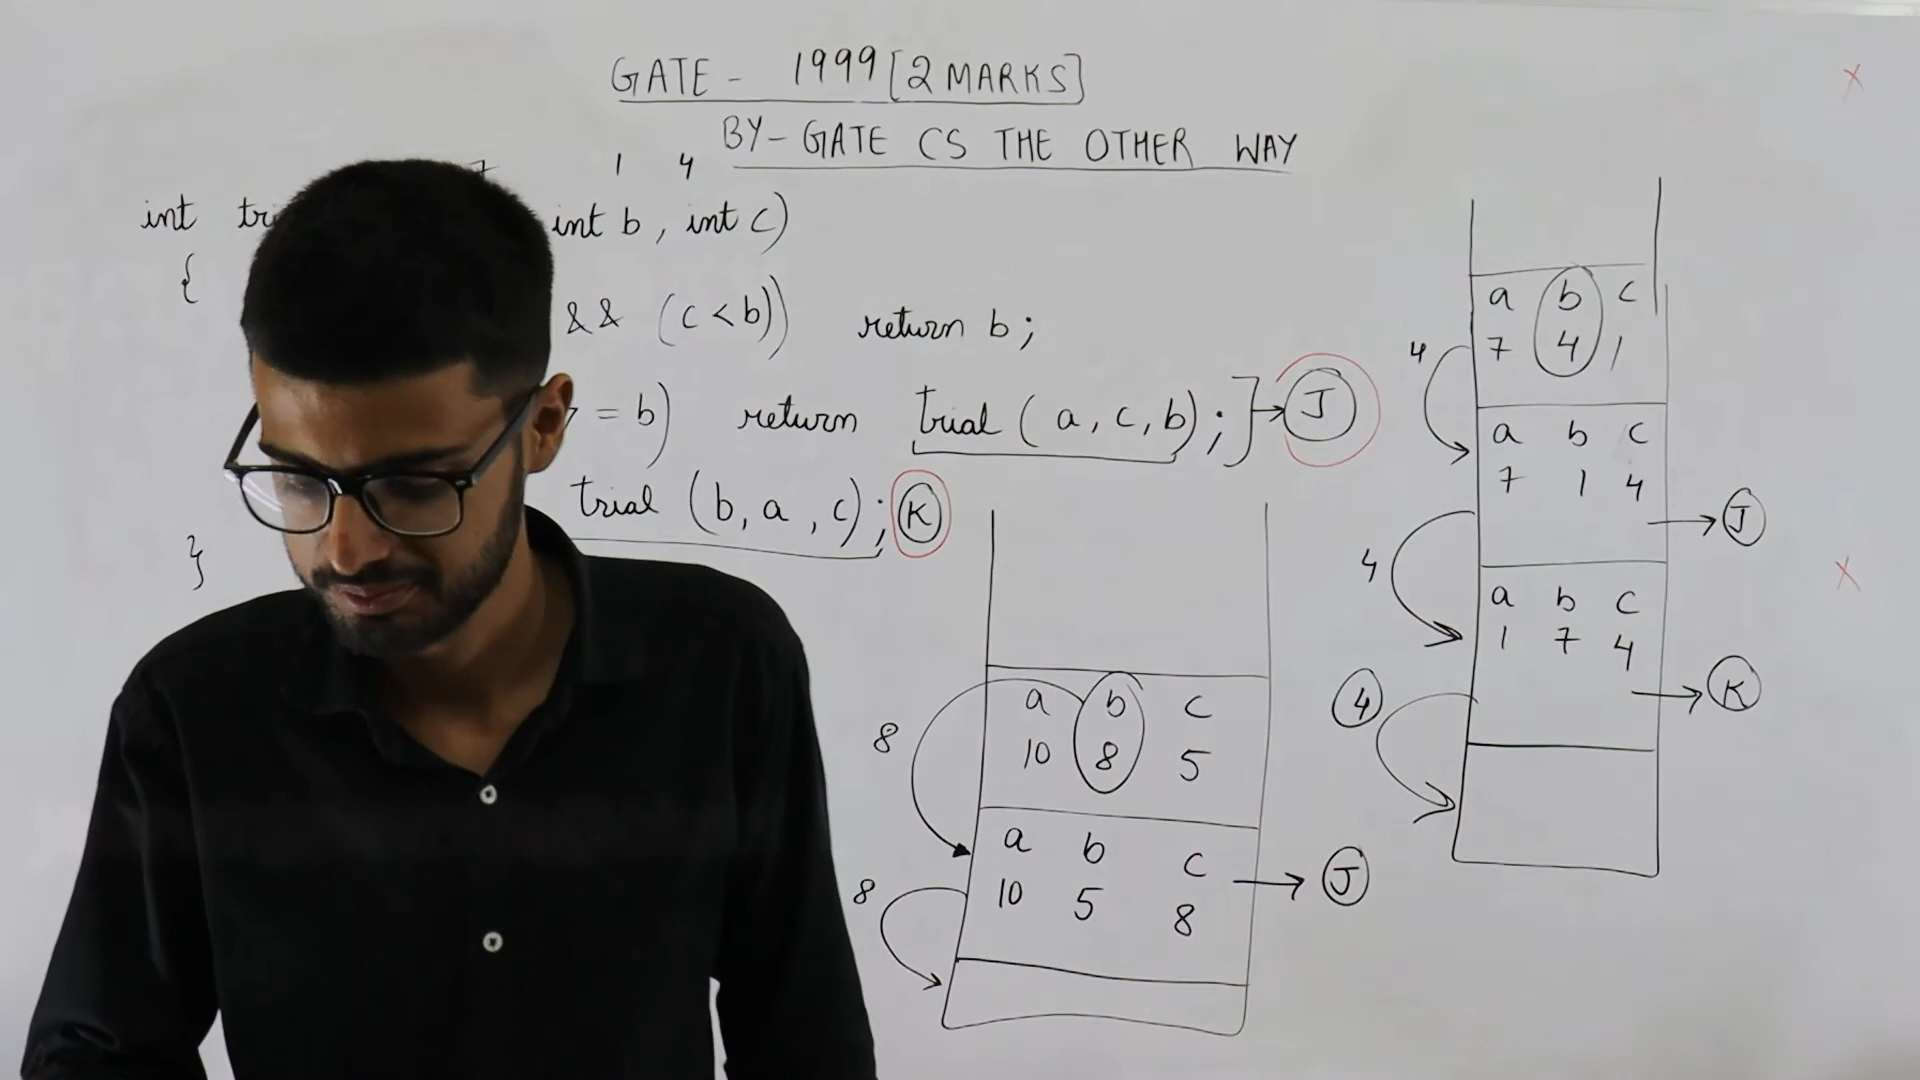 GATE - 1999 [2 MARKS]
BY - GATE CS THE OTHER WAY
7 1 4
int tri int b , int c)
{
&& (c < b)) return b ;
= b) return trial ( a , c , b) ; ] → J
trial (b, a , c) ; K
}
a b c
7 4 1
4
a b c
7 1 4
→ J
4
a b c
1 7 4
→ K
4
a b c
10 8 5
8
a b c
10 5 8
→ J
8